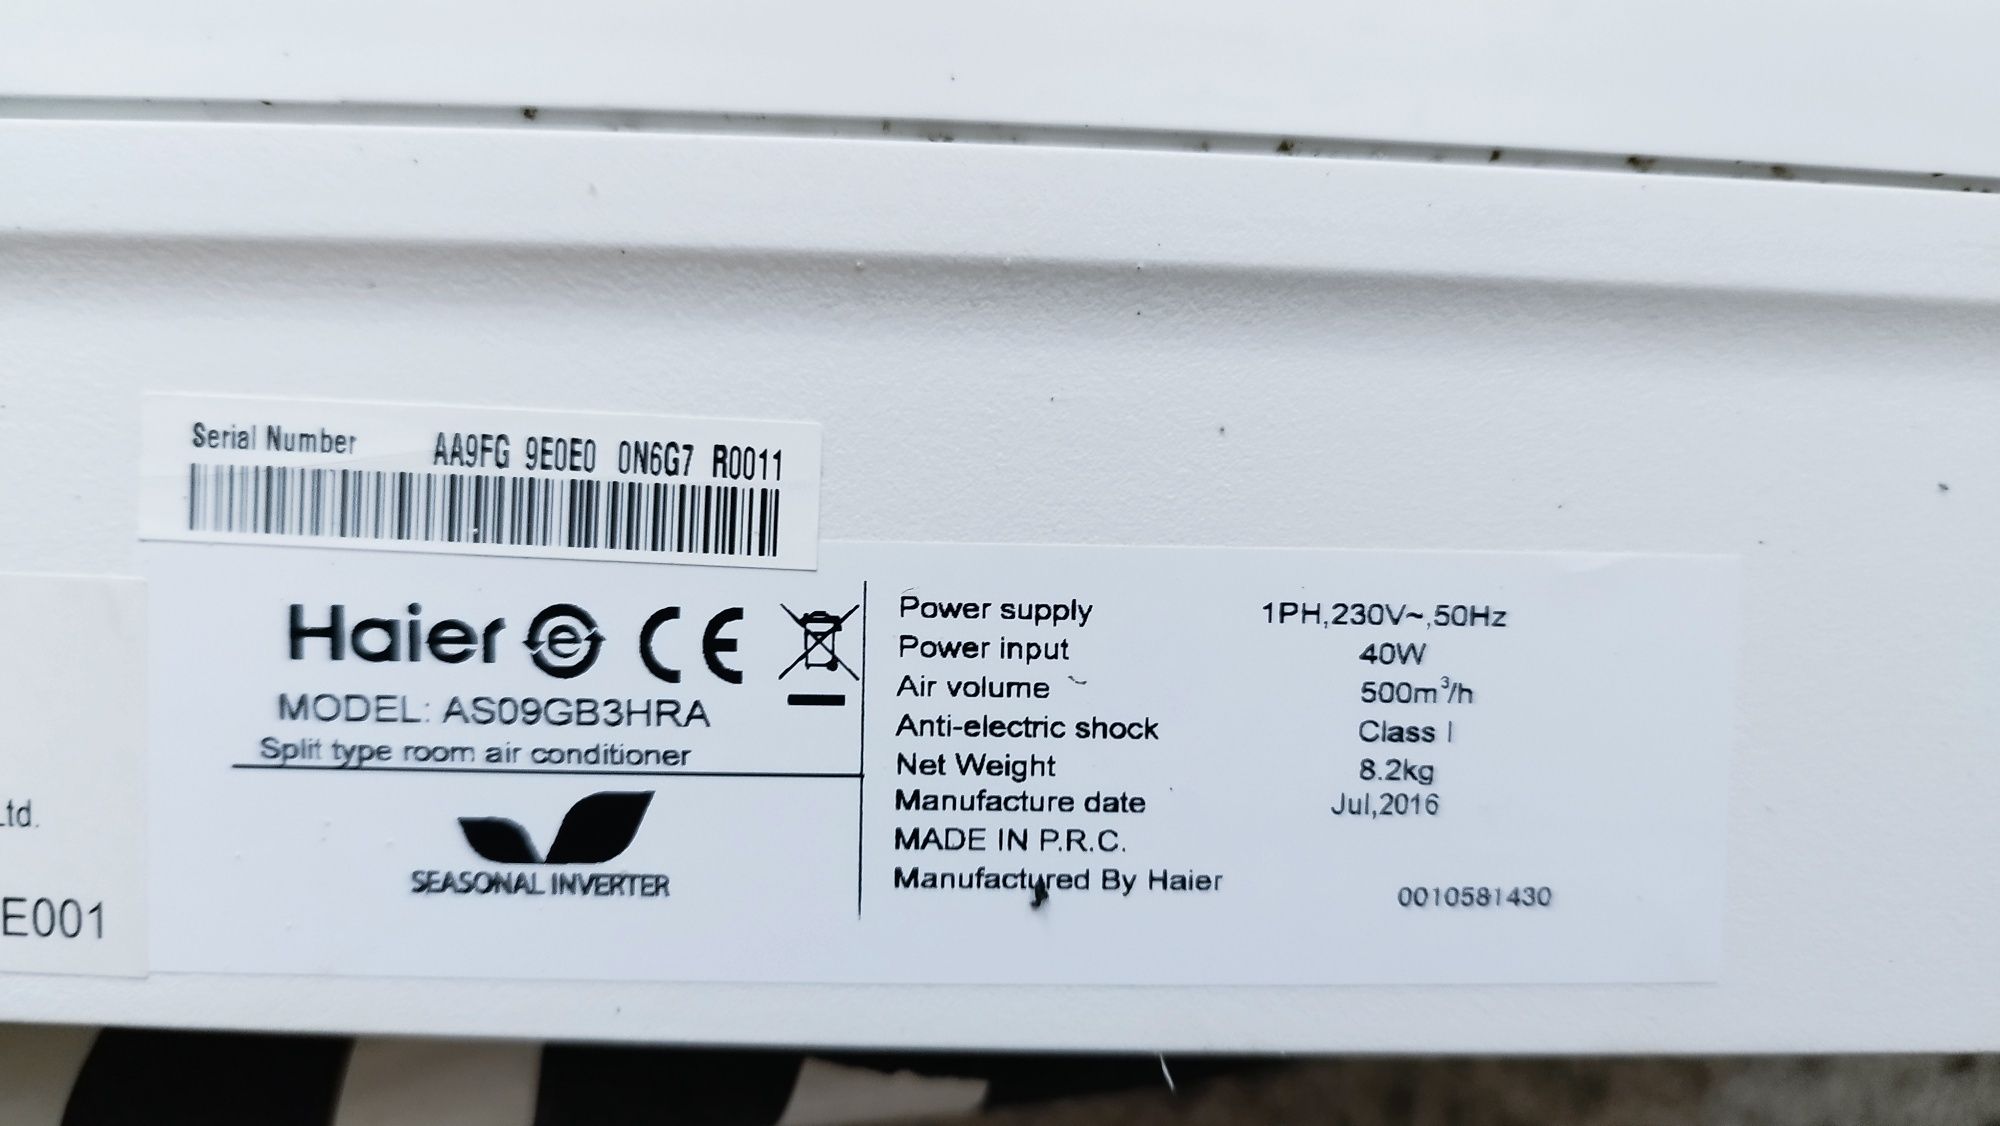 Serial Number AA9FG 9E0E0 0N6G7 R0011
Haier e CE
MODEL: AS09GB3HRA
Split type room air conditioner
SEASONAL INVERTER
Power supply 1PH,230V~,50Hz
Power input 40W
Air volume 500m³/h
Anti-electric shock Class I
Net Weight 8.2kg
Manufacture date Jul,2016
MADE IN P.R.C.
Manufactured By Haier 0010581430
Ltd.
E001